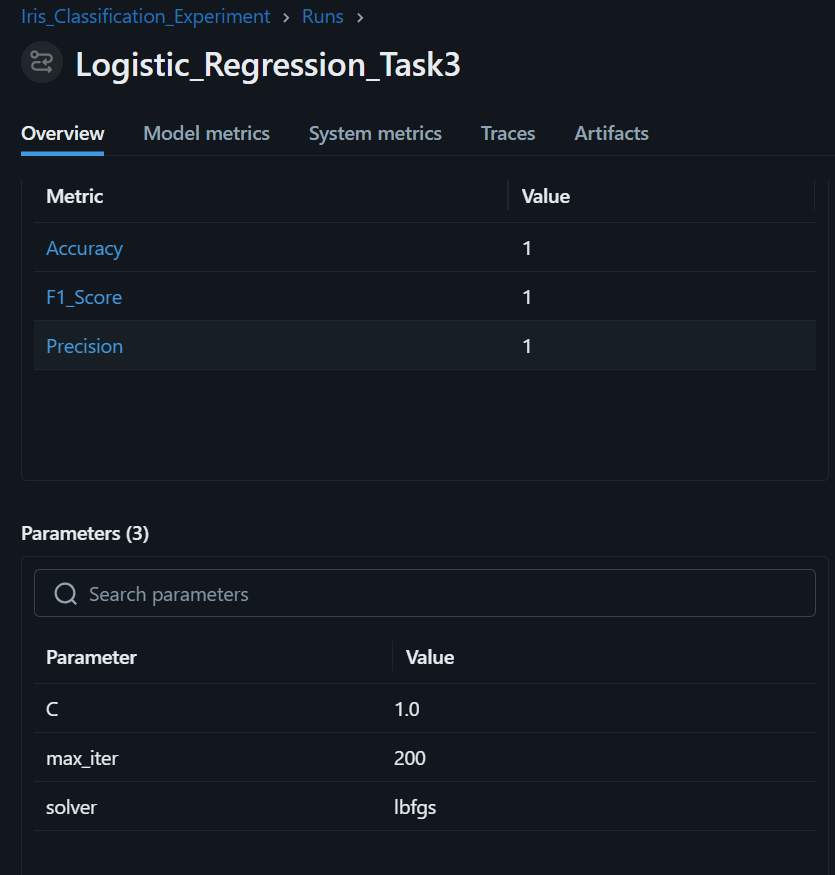 Iris_Classification_Experiment > Runs >
Logistic_Regression_Task3
Overview Model metrics System metrics Traces Artifacts
Metric Value
Accuracy 1
F1_Score 1
Precision 1
Parameters (3)
Search parameters
Parameter Value
C 1.0
max_iter 200
solver lbfgs